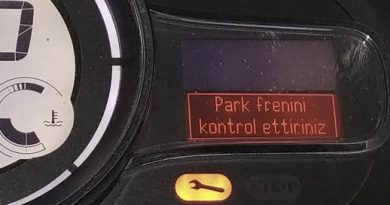 Park frenini
kontrol ettiriniz
STOP